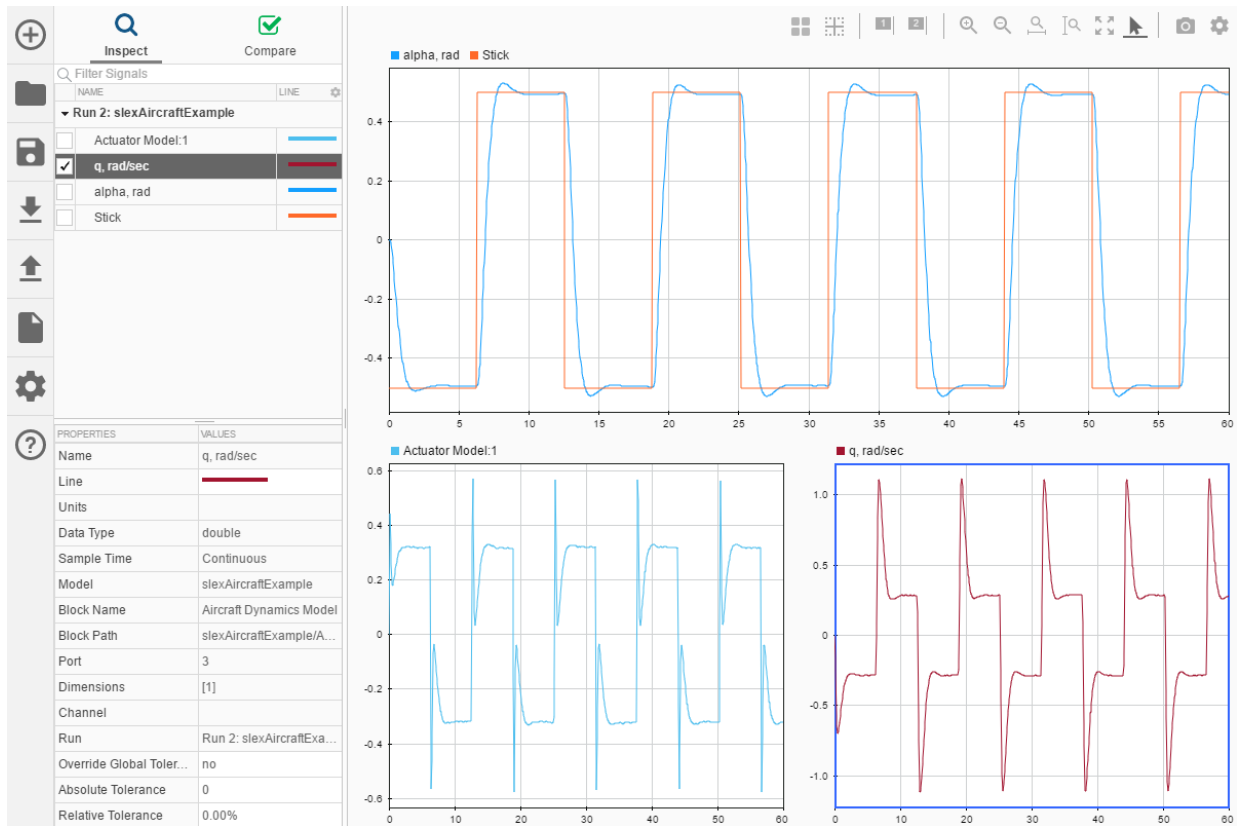 Inspect
Compare
Filter Signals
NAME LINE
Run 2: slexAircraftExample
Actuator Model:1
q, rad/sec
alpha, rad
Stick
PROPERTIES VALUES
Name q, rad/sec
Line
Units
Data Type double
Sample Time Continuous
Model slexAircraftExample
Block Name Aircraft Dynamics Model
Block Path slexAircraftExample/A...
Port 3
Dimensions [1]
Channel
Run Run 2: slexAircraftExa...
Override Global Toler... no
Absolute Tolerance 0
Relative Tolerance 0.00%
1 2
alpha, rad Stick
0.4
0.2
0
-0.2
-0.4
0 5 10 15 20 25 30 35 40 45 50 55 60
Actuator Model:1
0.6
0.4
0.2
0
-0.2
-0.4
-0.6
0 10 20 30 40 50 60
q, rad/sec
1.0
0.5
0
-0.5
-1.0
0 10 20 30 40 50 60